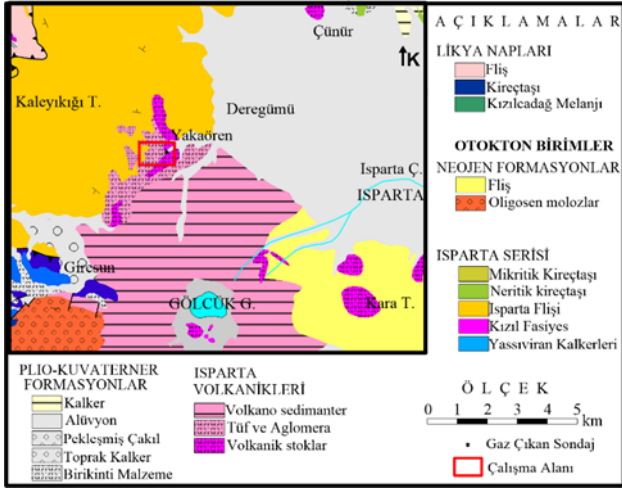 Çünür
K
Kaleyıkığı T.
Deregümü
Yakaören
Isparta Ç.
ISPARTA
Gircsun
GÖLCÜK G.
Kara T.
A Ç I K L A M A L A R
LİKYA NAPLARI
Fliş
Kireçtaşı
Kızılcadağ Melanjı
OTOKTON BİRİMLER
NEOJEN FORMASYONLAR
Fliş
Oligosen molozlar
ISPARTA SERİSİ
Mikritik Kireçtaşı
Neritik kireçtaşı
Isparta Flişi
Kızıl Fasiyes
Yassıviran Kalkerleri
PLIO-KUVATERNER
FORMASYONLAR
Kalker
Alüvyon
Pekleşmiş Çakıl
Toprak Kalker
Birikinti Malzeme
ISPARTA
VOLKANİKLERİ
Volkano sedimanter
Tüf ve Aglomera
Volkanik stoklar
Ö L Ç E K
0 1 2 3 4 5
km
Gaz Çıkan Sondaj
Çalışma Alanı